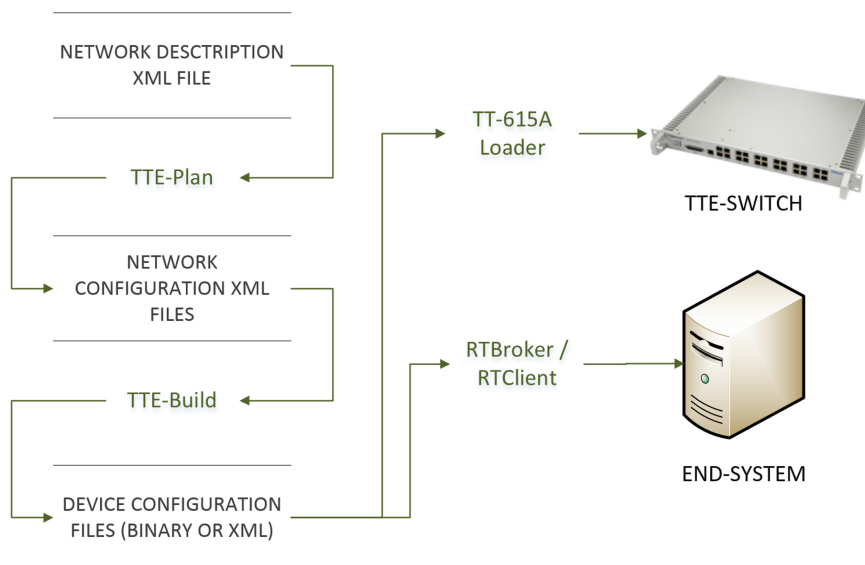 NETWORK DESCTRIPTION
XML FILE
TTE-Plan
NETWORK
CONFIGURATION XML
FILES
TTE-Build
DEVICE CONFIGURATION
FILES (BINARY OR XML)
TT-615A
Loader
TTE-SWITCH
RTBroker /
RTClient
END-SYSTEM